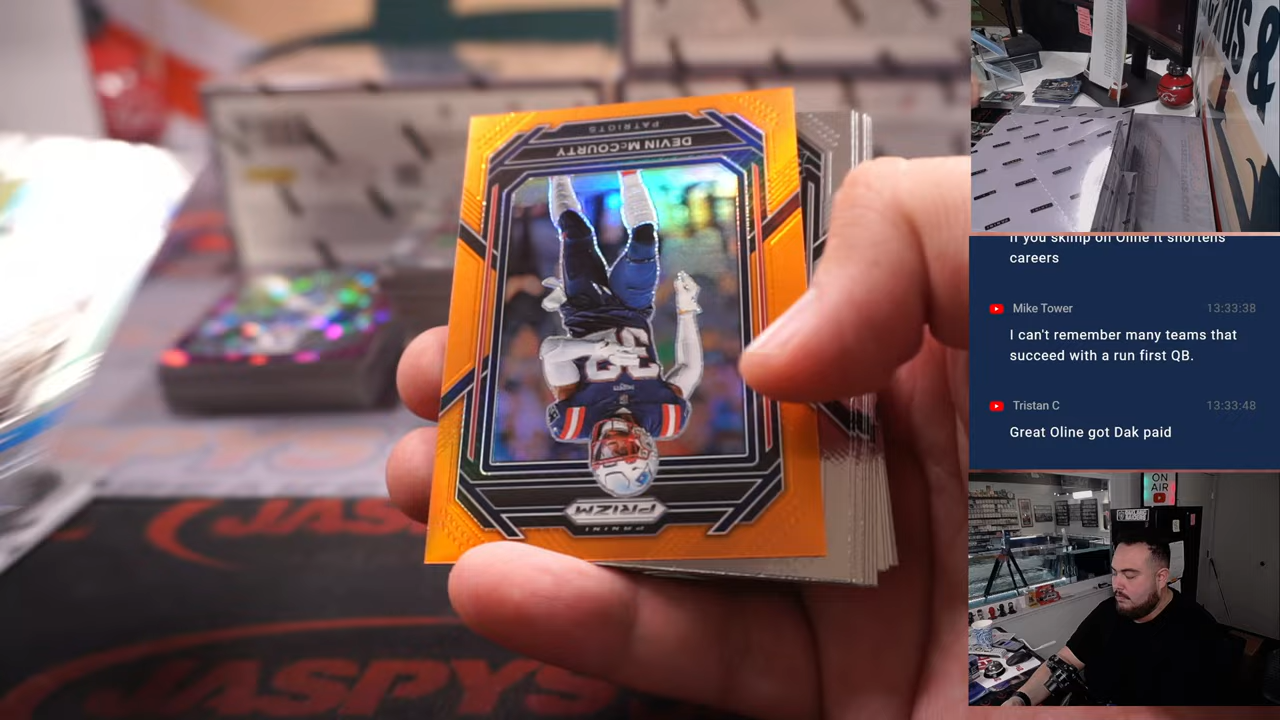 PATRIOTS
DEVIN McCOURTY
32
PRIZM
PANINI
JASPYS
JASPYS
&
If you skimp on Oline it shortens
careers
Mike Tower
13:33:38
I can't remember many teams that
succeed with a run first QB.
Tristan C
13:33:48
Great Oline got Dak paid
ON
AIR